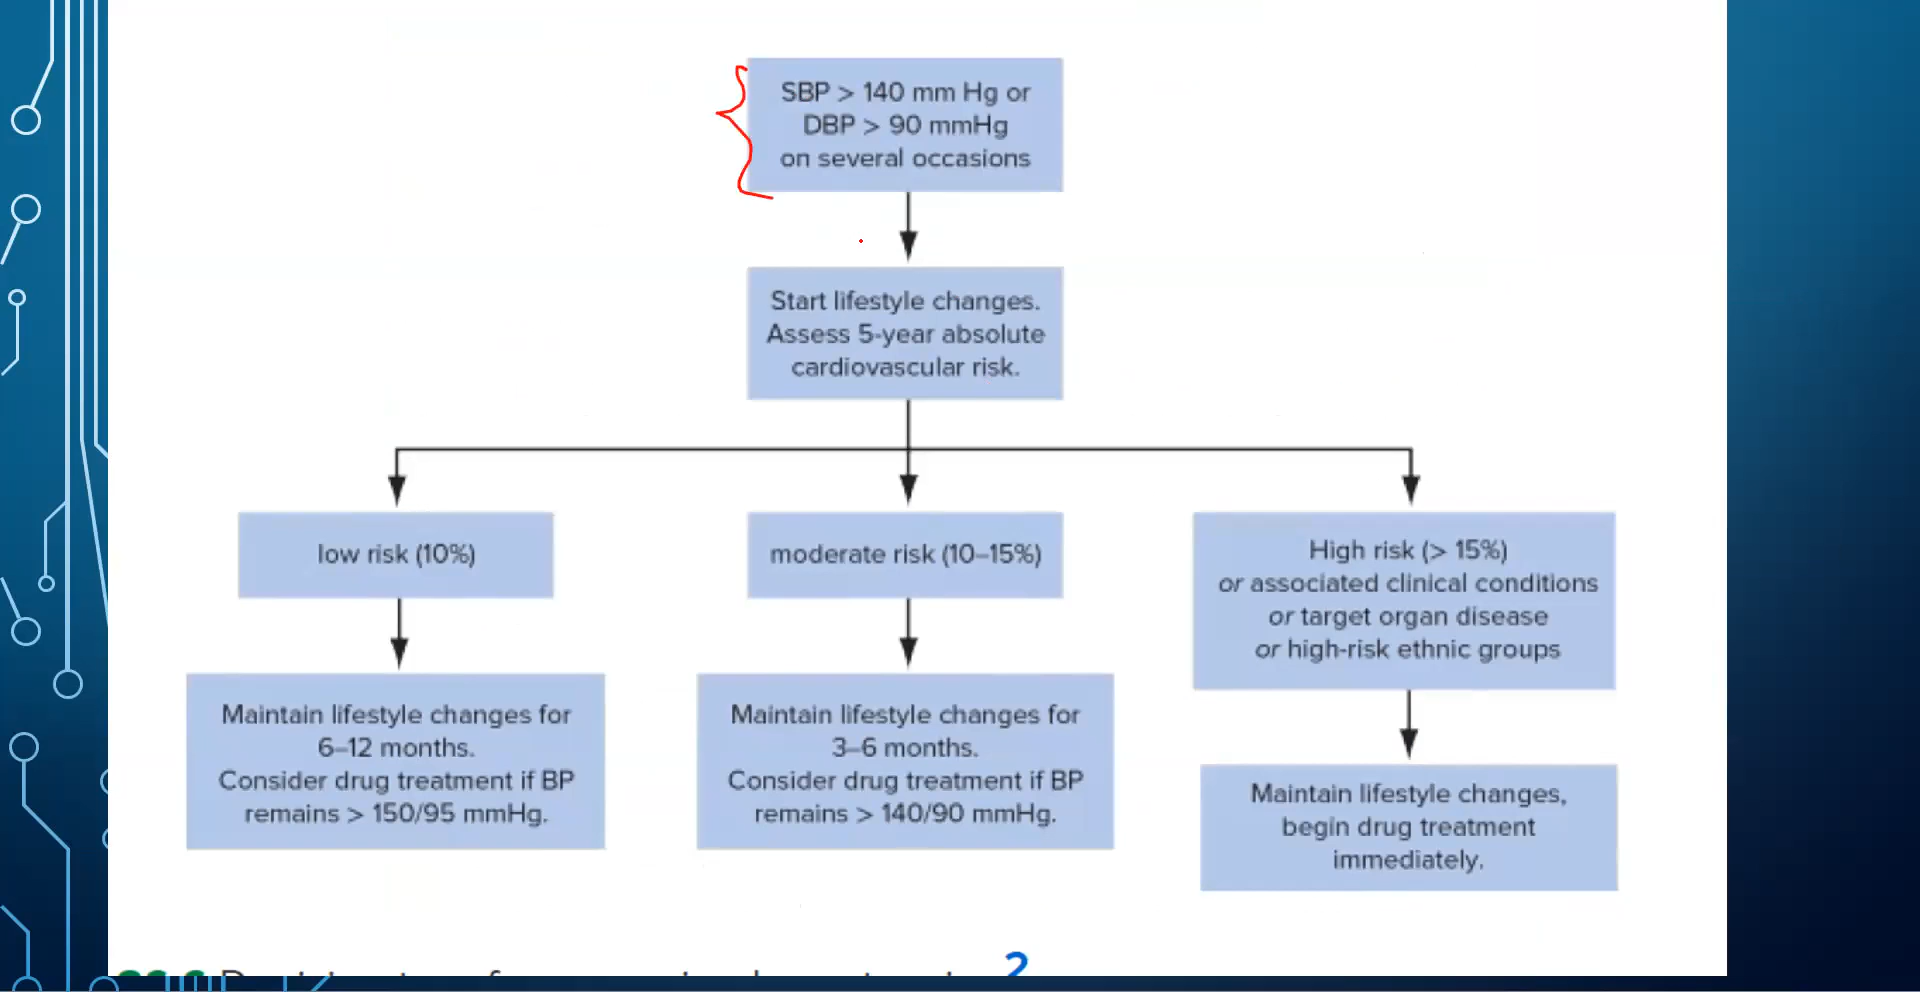 SBP > 140 mm Hg or
DBP > 90 mmHg
on several occasions
Start lifestyle changes.
Assess 5-year absolute
cardiovascular risk.
low risk (10%)
moderate risk (10–15%)
High risk (> 15%)
or associated clinical conditions
or target organ disease
or high-risk ethnic groups
Maintain lifestyle changes for
6–12 months.
Consider drug treatment if BP
remains > 150/95 mmHg.
Maintain lifestyle changes for
3–6 months.
Consider drug treatment if BP
remains > 140/90 mmHg.
Maintain lifestyle changes,
begin drug treatment
immediately.
2